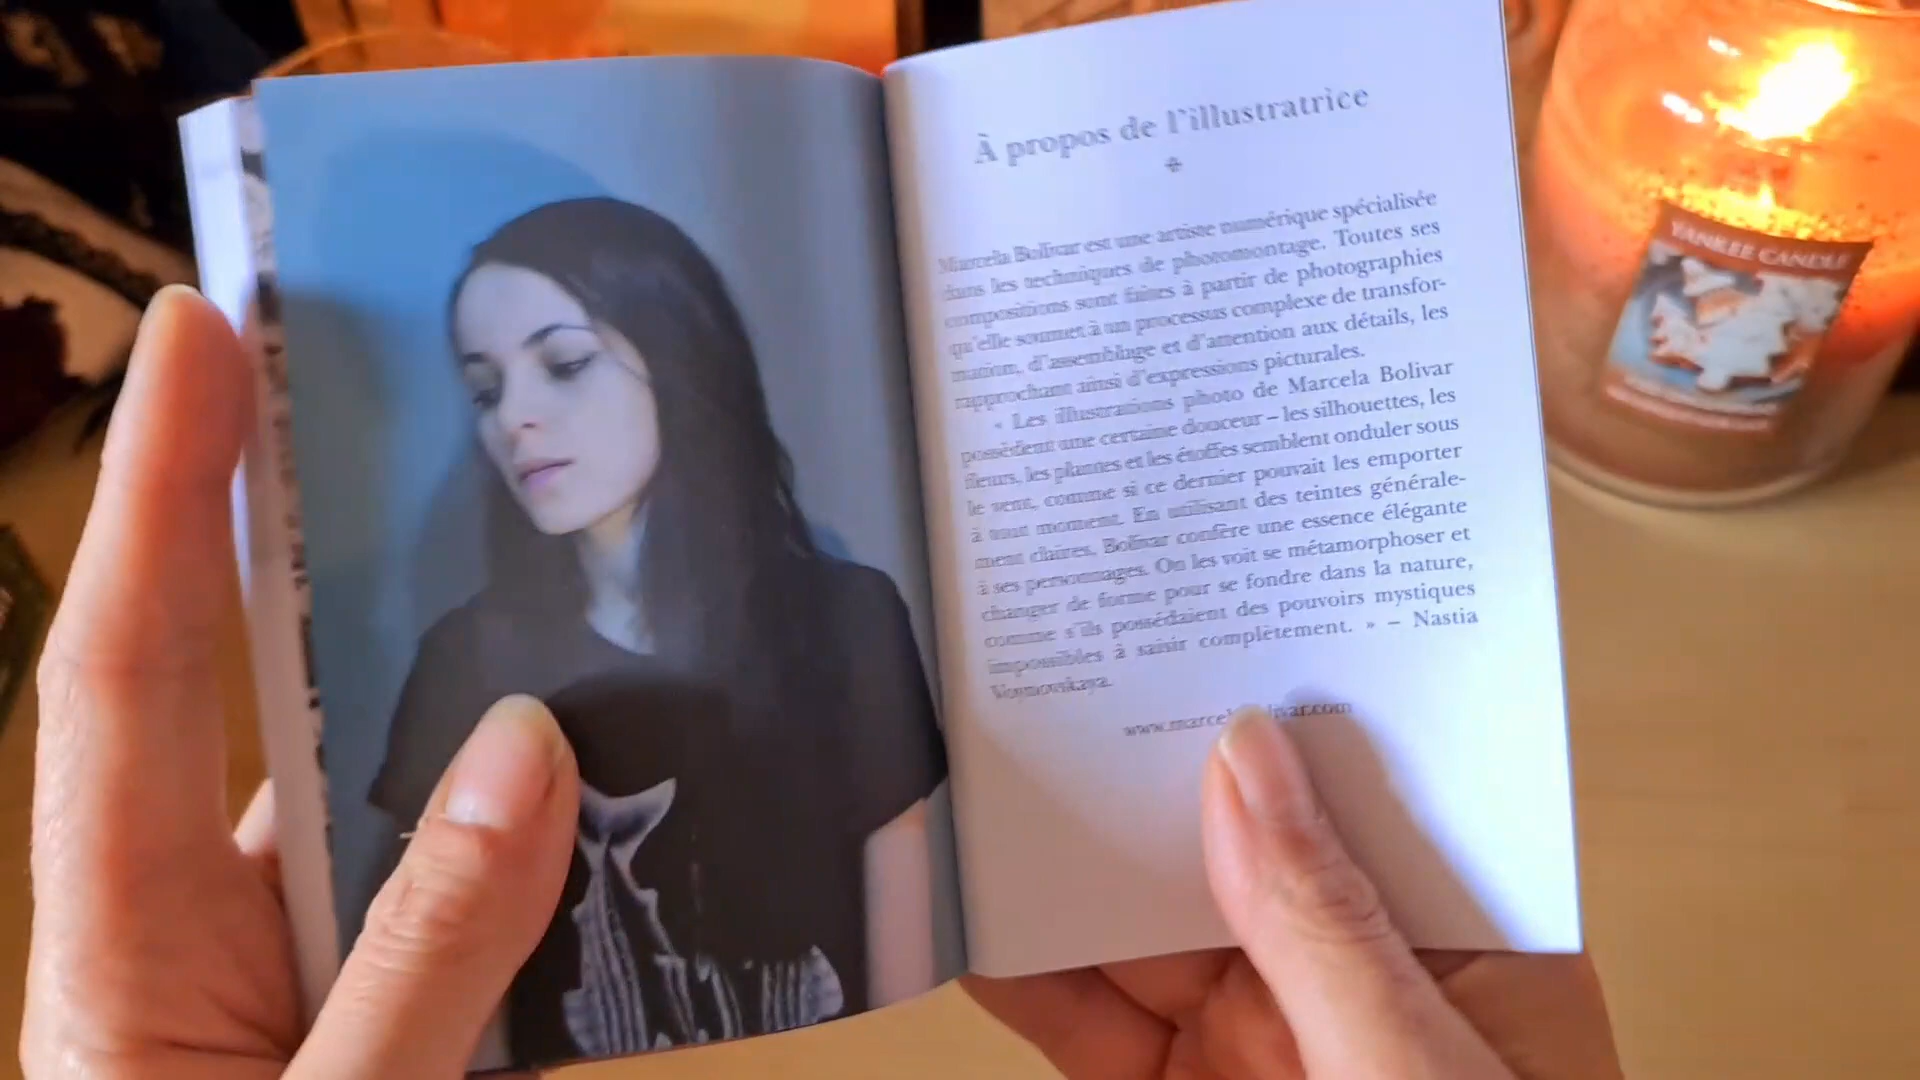 À propos de l'illustratrice
Marcela Bolivar est une artiste numérique spécialisée
dans les techniques de photomontage. Toutes ses
compositions sont faites à partir de photographies
qu'elle soumet à un processus complexe de transfor-
mation, d'assemblage et d'attention aux détails, les
rapprochant ainsi d'expressions picturales.
« Les illustrations photo de Marcela Bolivar
possèdent une certaine douceur – les silhouettes, les
fleurs, les plantes et les étoffes semblent onduler sous
le vent, comme si ce dernier pouvait les emporter
à tout moment. En utilisant des teintes générale-
ment claires, Bolivar confère une essence élégante
à ses personnages. On les voit se métamorphoser et
changer de forme pour se fondre dans la nature,
comme s'ils possédaient des pouvoirs mystiques
impossibles à saisir complètement. » – Nastia
Voynovskaya.
YANKEE CANDLE